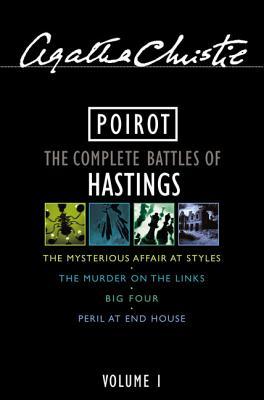 Agatha Christie
POIROT
THE COMPLETE BATTLES OF
HASTINGS
THE MYSTERIOUS AFFAIR AT STYLES
•
THE MURDER ON THE LINKS
•
BIG FOUR
•
PERIL AT END HOUSE
VOLUME I